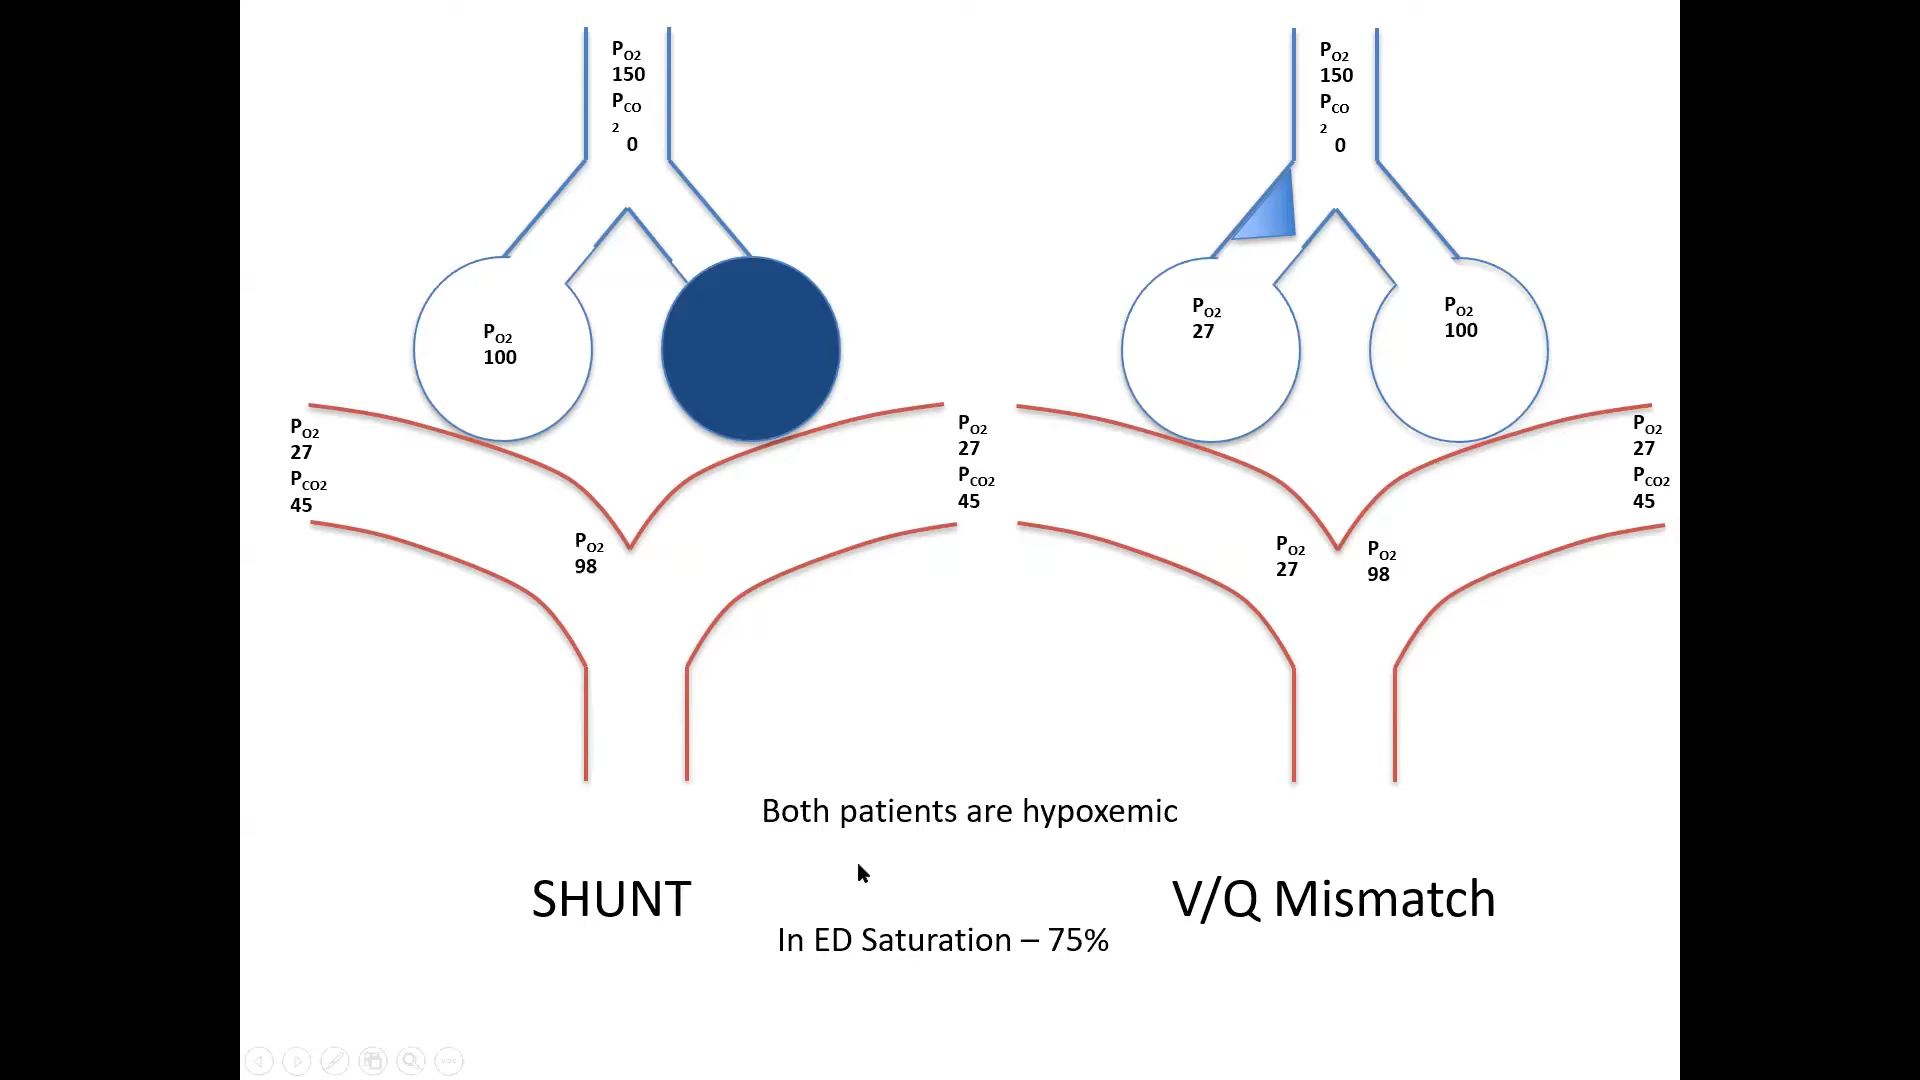 PO2
150
PCO
2
0
PO2
100
PO2
27
PCO2
45
PO2
98
PO2
27
PCO2
45
PO2
150
PCO
2
0
PO2
27
PO2
100
PO2
27
PCO2
45
PO2
27
PO2
98
Both patients are hypoxemic
SHUNT
V/Q Mismatch
In ED Saturation – 75%